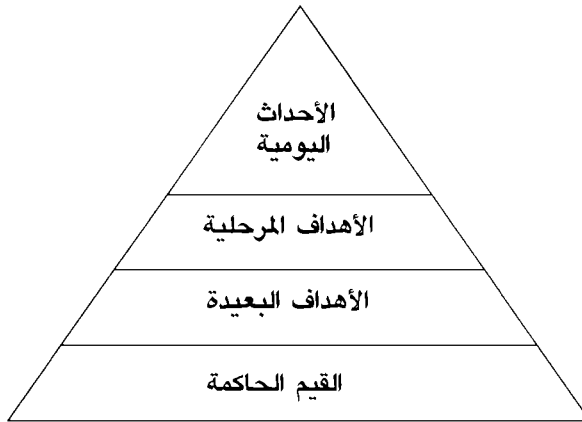 الأحداث
اليومية
الأهداف المرحلية
الأهداف البعيدة
القيم الحاكمة